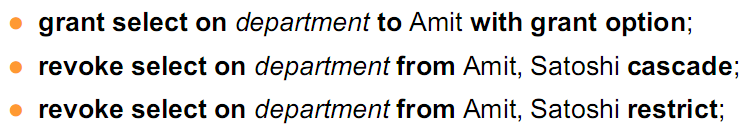 grant select on department to Amit with grant option;
revoke select on department from Amit, Satoshi cascade;
revoke select on department from Amit, Satoshi restrict;